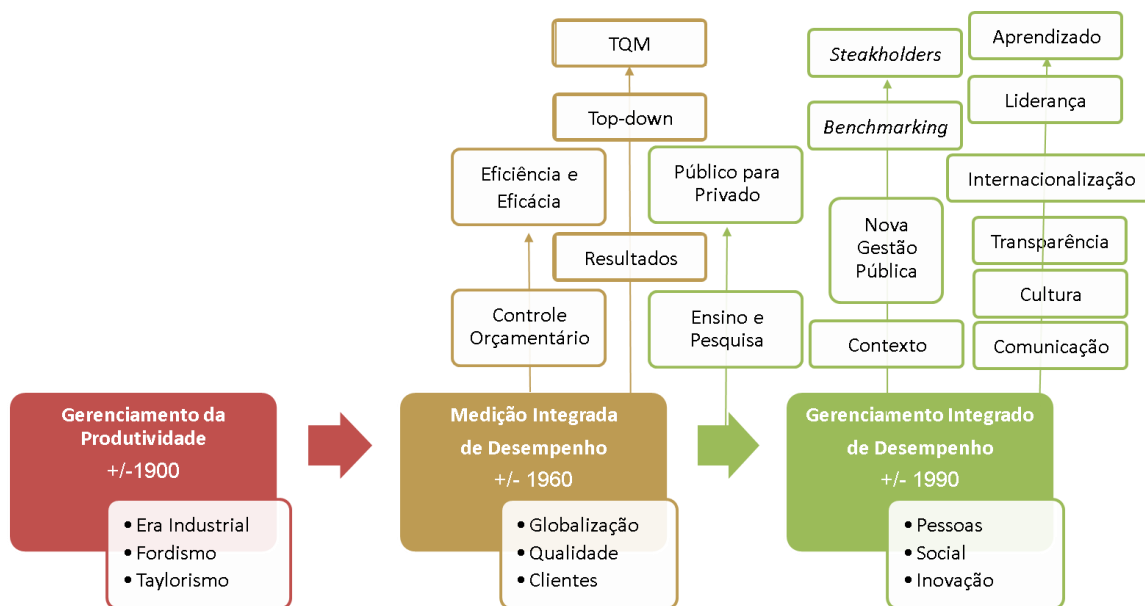 TQM
Top-down
Eficiência e
Eficácia
Resultados
Controle
Orçamentário
Público para
Privado
Ensino e
Pesquisa
Steakholders
Benchmarking
Nova
Gestão
Pública
Contexto
Aprendizado
Liderança
Internacionalização
Transparência
Cultura
Comunicação
Gerenciamento da
Produtividade
+/-1900
• Era Industrial
• Fordismo
• Taylorismo
Medição Integrada
de Desempenho
+/- 1960
• Globalização
• Qualidade
• Clientes
Gerenciamento Integrado
de Desempenho
+/- 1990
• Pessoas
• Social
• Inovação